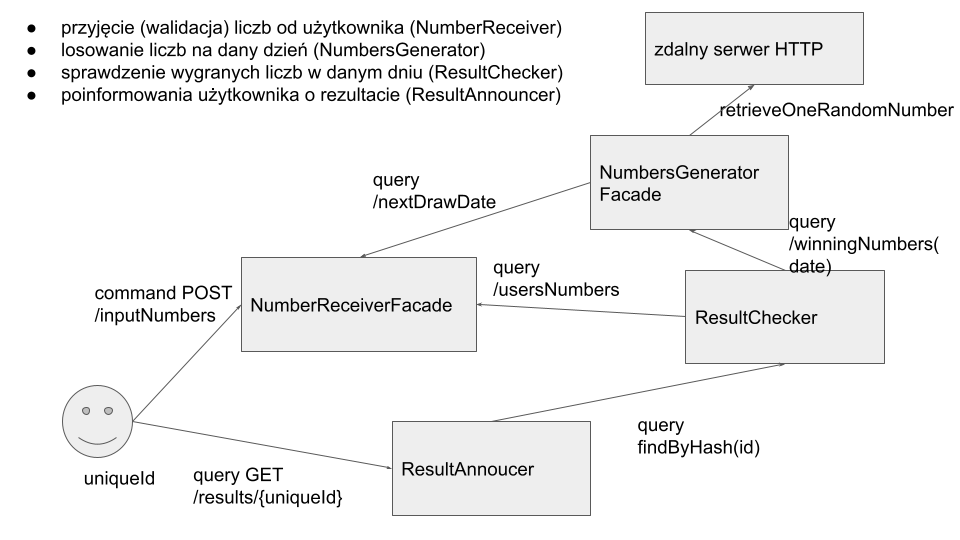 ● przyjęcie (walidacja) liczb od użytkownika (NumberReceiver)
● losowanie liczb na dany dzień (NumbersGenerator)
● sprawdzenie wygranych liczb w danym dniu (ResultChecker)
● poinformowania użytkownika o rezultacie (ResultAnnouncer)
zdalny serwer HTTP
retrieveOneRandomNumber
NumbersGenerator
Facade
query
/nextDrawDate
query
/winningNumbers(
date)
command POST
/inputNumbers
NumberReceiverFacade
query
/usersNumbers
ResultChecker
uniqueId
query GET
/results/{uniqueId}
ResultAnnoucer
query
findByHash(id)